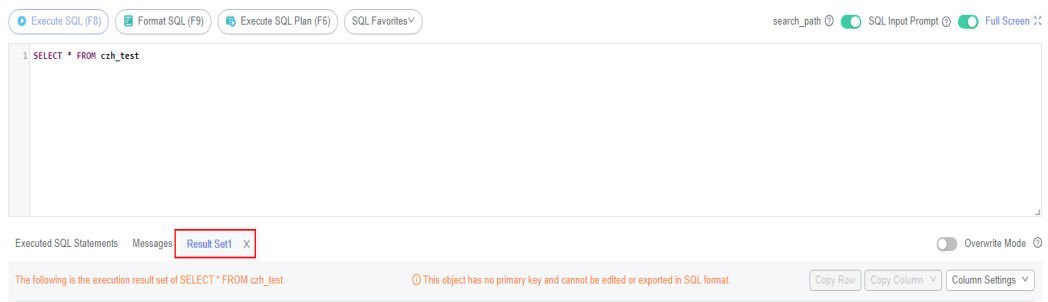 Execute SQL (F8) Format SQL (F9) Execute SQL Plan (F6) SQL Favorites search_path SQL Input Prompt Full Screen
1 SELECT * FROM czh_test
Executed SQL Statements Messages Result Set1 X Overwrite Mode
The following is the execution result set of SELECT * FROM czh_test. This object has no primary key and cannot be edited or exported in SQL format. Copy Row Copy Column Column Settings